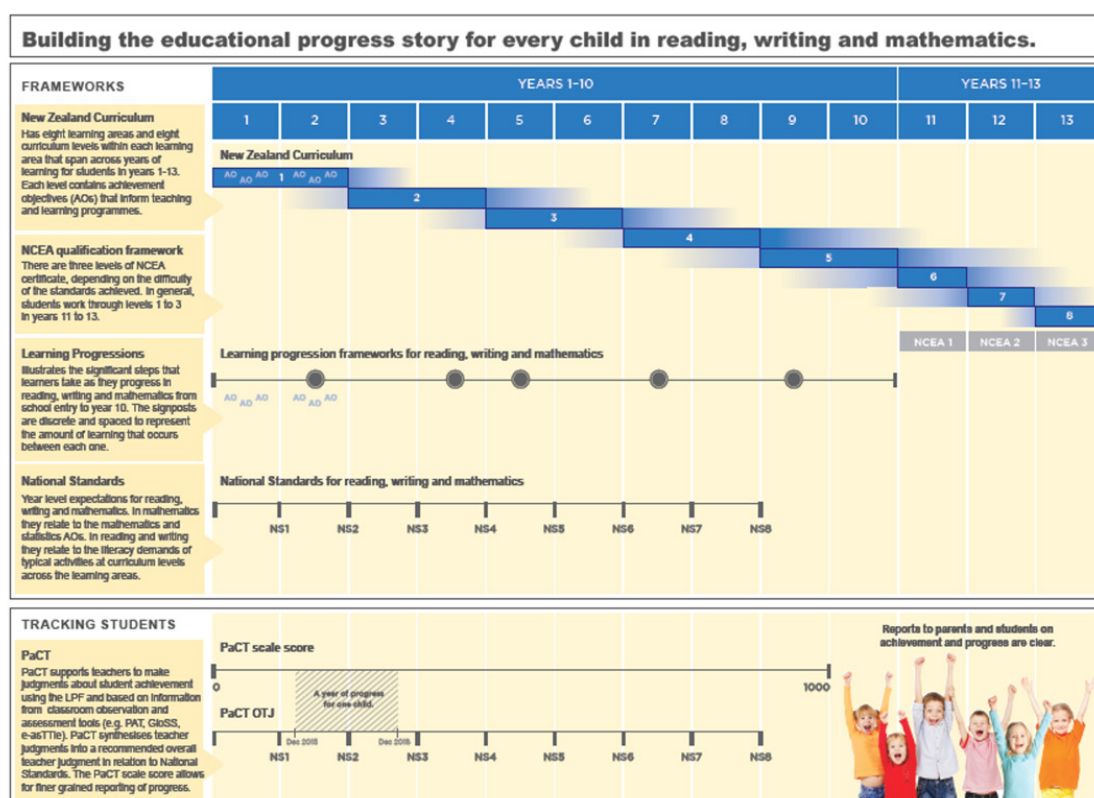 Building the educational progress story for every child in reading, writing and mathematics.
FRAMEWORKS
YEARS 1–10
YEARS 11–13
1 2 3 4 5 6 7 8 9 10 11 12 13
New Zealand Curriculum
Has eight learning areas and eight
curriculum levels within each learning
area that span across years of
learning for students in years 1-13.
Each level contains achievement
objectives (AOs) that inform teaching
and learning programmes.
New Zealand Curriculum
AO AO AO 1 AO AO AO
2
3
4
5
6
7
8
NCEA qualification framework
There are three levels of NCEA
certificate, depending on the difficulty
of the standards achieved. In general,
students work through levels 1 to 3
in years 11 to 13.
NCEA 1 NCEA 2 NCEA 3
Learning Progressions
Illustrates the significant steps that
learners take as they progress in
reading, writing and mathematics from
school entry to year 10. The signposts
are discrete and spaced to represent
the amount of learning that occurs
between each one.
Learning progression frameworks for reading, writing and mathematics
AO AO AO AO AO AO
National Standards
Year level expectations for reading,
writing and mathematics. In mathematics
they relate to the mathematics and
statistics AOs. In reading and writing
they relate to the literacy demands of
typical activities at curriculum levels
across the learning areas.
National Standards for reading, writing and mathematics
NS1 NS2 NS3 NS4 NS5 NS6 NS7 NS8
TRACKING STUDENTS
PaCT
PaCT supports teachers to make
judgments about student achievement
using the LPF and based on information
from classroom observation and
assessment tools (e.g. PAT, GloSS,
e-asTTle). PaCT synthesises teacher
judgments into a recommended overall
teacher judgment in relation to National
Standards. The PaCT scale score allows
for finer grained reporting of progress.
PaCT scale score
0 1000
A year of progress
for one child.
PaCT OTJ
Dec 2015 Dec 2016
NS1 NS2 NS3 NS4 NS5 NS6 NS7 NS8
Reports to parents and students on
achievement and progress are clear.